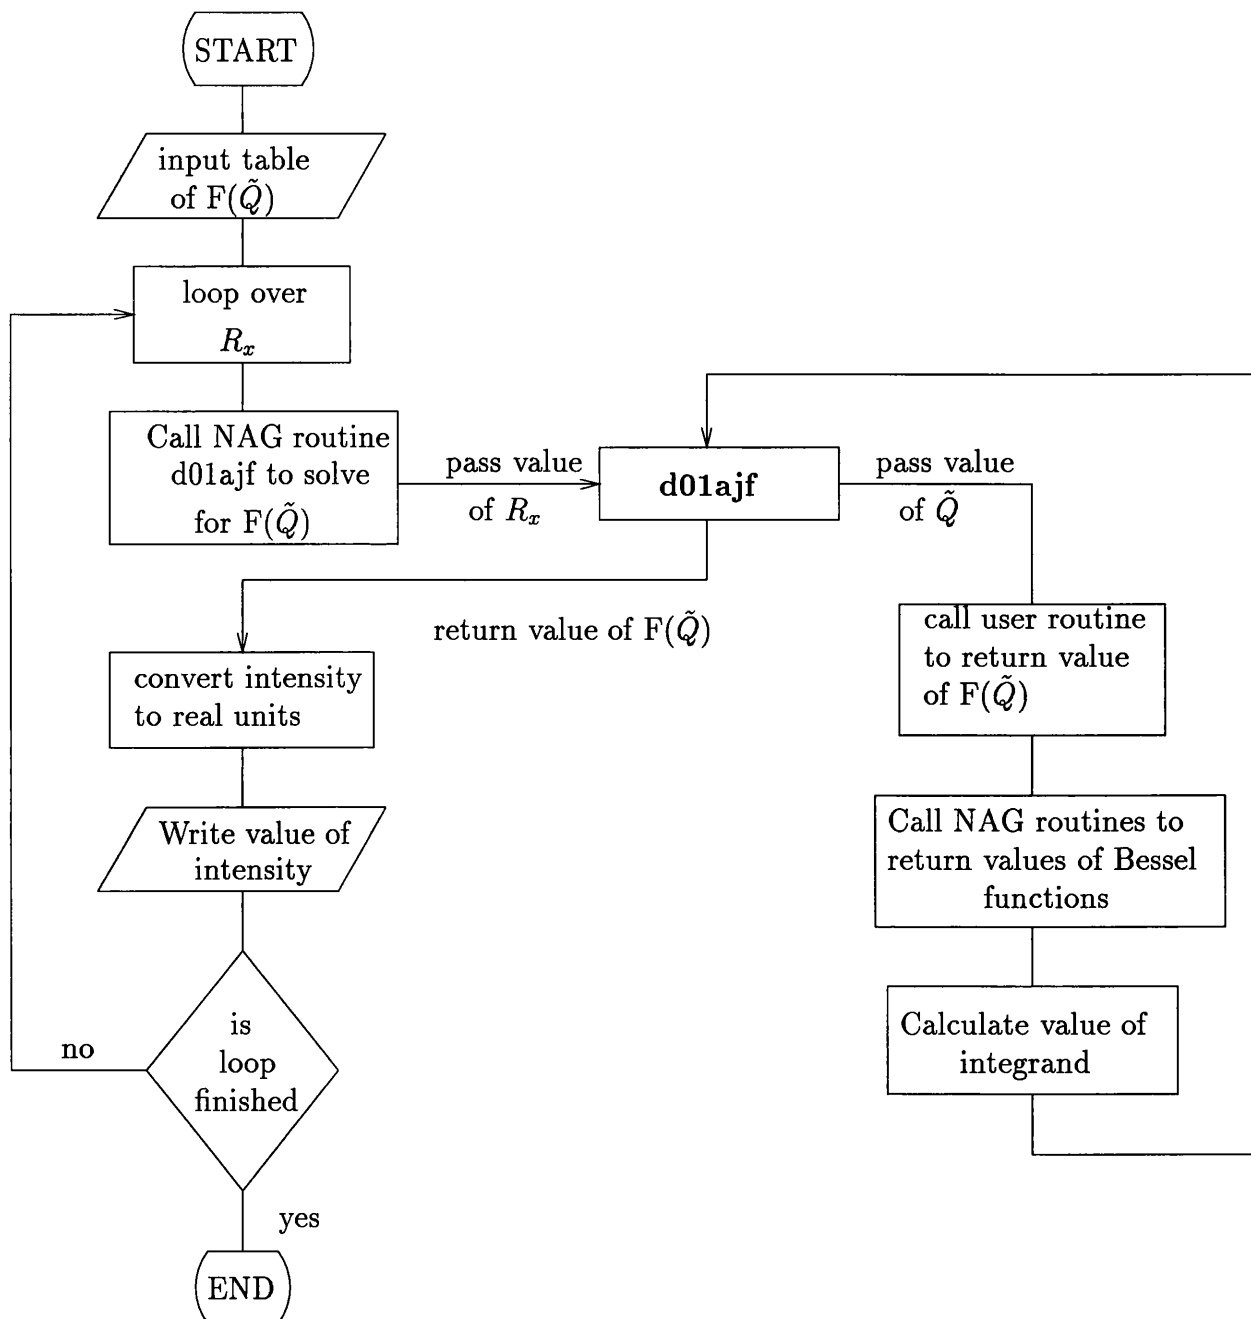 START
input table
of F(Q̃)
loop over
Rₓ
Call NAG routine
d01ajf to solve
for F(Q̃)
pass value
of Rₓ
d01ajf
pass value
of Q̃
return value of F(Q̃)
call user routine
to return value
of F(Q̃)
Call NAG routines to
return values of Bessel
functions
Calculate value of
integrand
convert intensity
to real units
Write value of
intensity
is
loop
finished
no
yes
END